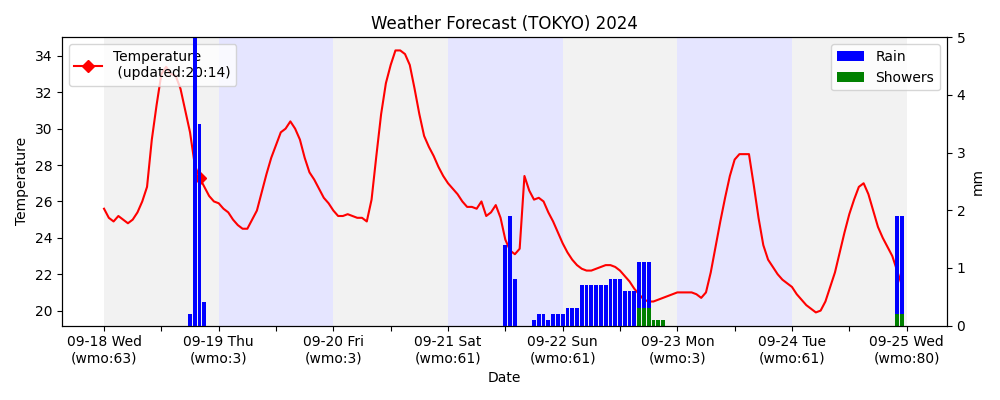 Weather Forecast (TOKYO) 2024
Temperature
(updated:20:14)
Rain
Showers
34
32
30
28
26
24
22
20
Temperature
5
4
3
2
1
0
mm
09-18 Wed
(wmo:63)
09-19 Thu
(wmo:3)
09-20 Fri
(wmo:3)
09-21 Sat
(wmo:61)
09-22 Sun
(wmo:61)
09-23 Mon
(wmo:3)
09-24 Tue
(wmo:61)
09-25 Wed
(wmo:80)
Date